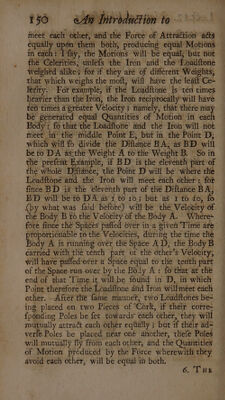 150 An Introduction to
meet each other, and the Force of Attraction acts
equally upon them both, producing equal Motions
in each: I say, the Motions will be equal, but not
the Celerities, unless the Iron and the Loadstone
weighed alike: for if they are of different Weights,
that which weighs the most, will have the least Ce-
lerity. For example, if the Loadstone is ten times
heavier than the Iron, the Iron reciprocally will have
ten times a greater Velocity; namely, that there may
be generated equal Quantities of Motion in each
Body; so that the Loadstone and the Iron will not
meet in the middle Point E, but in the Point D,
which will so divide the Distance BA, as BD will
be to DA as the Weight A to the Weight B. So in
the present Example, if BD is the eleventh part of
the whole Distance, the Point D will be where the
Loadstone and the Iron will meet each other; for
since BD is the eleventh part of the Distance BA,
BD will be to DA as 1 to 10; but as 1 to 10, so
(by what was said before) will be the Velocity of
the Body B to the Velocity of the Body A. Where-
fore since the Spaces passed over in a given Time are
proportionable to the Velocities, during the time the
Body A is running over the Space AD, the Body B
carried with the tenth part of the other's Velocity,
will have passed over a Space equal to the tenth part
of the Space run over by the Body A: so that at the
end of that Time it will be found in D, in which
Point therefore the Loadstone and Iron will meet each
other. After the same manner, two Loadstones be-
ing placed on two Pieces of Cork, if their corre-
sponding Poles be set towards each other, they will
mutually attract each other equally; but if their ad-
verse Poles be placed near one another, these Poles
will mutually fly from each other, and the Quantities
of Motion produced by the Force wherewith they
avoid each other, will be equal in both.
6. THE